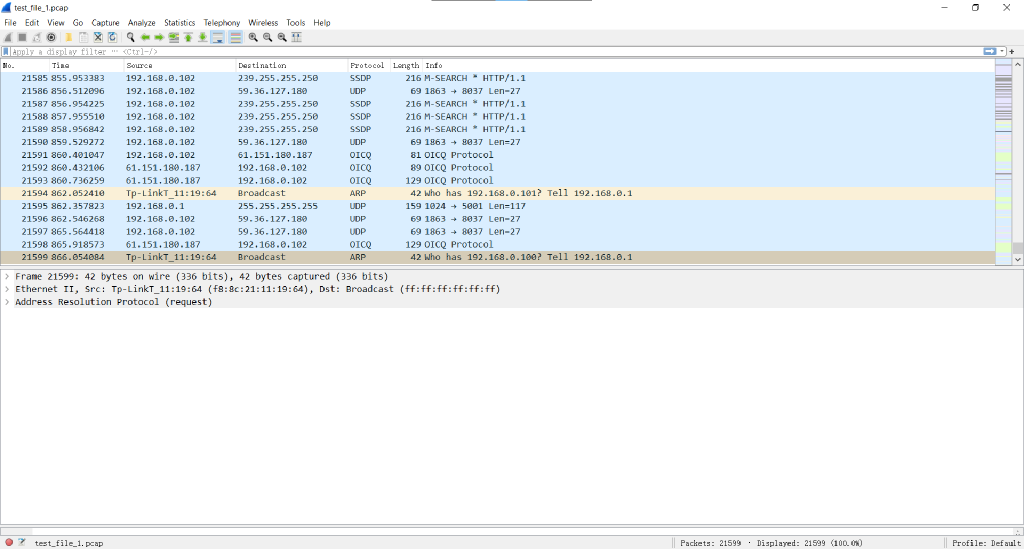 test_file_1.pcap
File Edit View Go Capture Analyze Statistics Telephony Wireless Tools Help
Apply a display filter ... <Ctrl-/>
No. Time Source Destination Protocol Length Info
21585 855.953383 192.168.0.102 239.255.255.250 SSDP 216 M-SEARCH * HTTP/1.1
21586 856.512096 192.168.0.102 59.36.127.180 UDP 69 1863 → 8037 Len=27
21587 856.954225 192.168.0.102 239.255.255.250 SSDP 216 M-SEARCH * HTTP/1.1
21588 857.955510 192.168.0.102 239.255.255.250 SSDP 216 M-SEARCH * HTTP/1.1
21589 858.956842 192.168.0.102 239.255.255.250 SSDP 216 M-SEARCH * HTTP/1.1
21590 859.529272 192.168.0.102 59.36.127.180 UDP 69 1863 → 8037 Len=27
21591 860.401047 192.168.0.102 61.151.180.187 OICQ 81 OICQ Protocol
21592 860.432106 61.151.180.187 192.168.0.102 OICQ 89 OICQ Protocol
21593 860.736259 61.151.180.187 192.168.0.102 OICQ 129 OICQ Protocol
21594 862.052410 Tp-LinkT_11:19:64 Broadcast ARP 42 Who has 192.168.0.101? Tell 192.168.0.1
21595 862.357823 192.168.0.1 255.255.255.255 UDP 159 1024 → 5001 Len=117
21596 862.546268 192.168.0.102 59.36.127.180 UDP 69 1863 → 8037 Len=27
21597 865.564418 192.168.0.102 59.36.127.180 UDP 69 1863 → 8037 Len=27
21598 865.918573 61.151.180.187 192.168.0.102 OICQ 129 OICQ Protocol
21599 866.054084 Tp-LinkT_11:19:64 Broadcast ARP 42 Who has 192.168.0.100? Tell 192.168.0.1
Frame 21599: 42 bytes on wire (336 bits), 42 bytes captured (336 bits)
Ethernet II, Src: Tp-LinkT_11:19:64 (f8:8c:21:11:19:64), Dst: Broadcast (ff:ff:ff:ff:ff:ff)
Address Resolution Protocol (request)
test_file_1.pcap Packets: 21599 · Displayed: 21599 (100.0%) Profile: Default